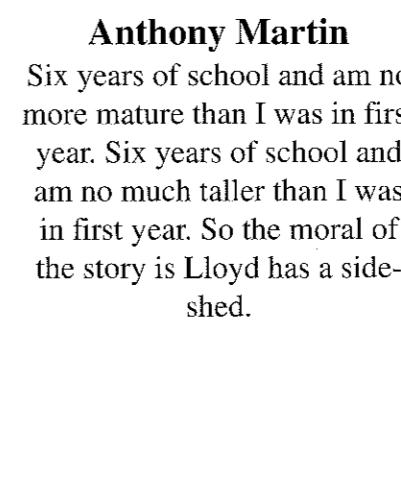 Anthony Martin
Six years of school and am no
more mature than I was in firs
year. Six years of school and
am no much taller than I was
in first year. So the moral of
the story is Lloyd has a side-
shed.